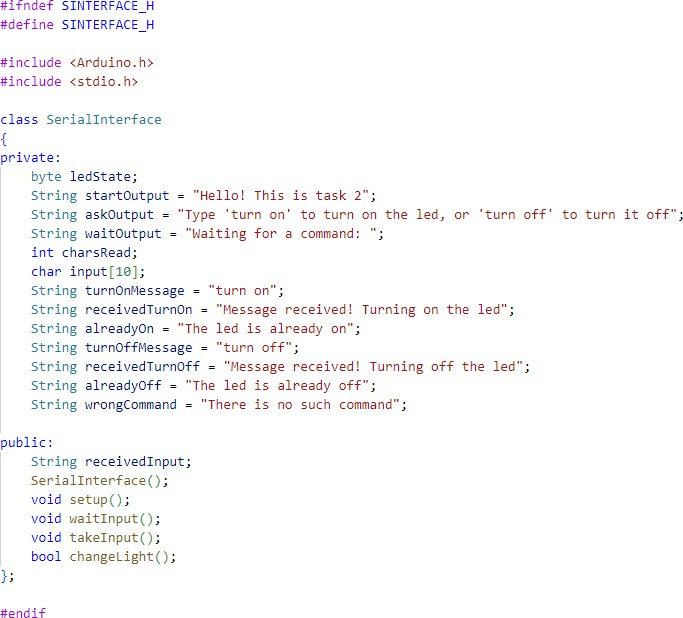 #ifndef SINTERFACE_H
#define SINTERFACE_H

#include <Arduino.h>
#include <stdio.h>

class SerialInterface
{
private:
    byte ledState;
    String startOutput = "Hello! This is task 2";
    String askOutput = "Type 'turn on' to turn on the led, or 'turn off' to turn it off";
    String waitOutput = "Waiting for a command: ";
    int charsRead;
    char input[10];
    String turnOnMessage = "turn on";
    String receivedTurnOn = "Message received! Turning on the led";
    String alreadyOn = "The led is already on";
    String turnOffMessage = "turn off";
    String receivedTurnOff = "Message received! Turning off the led";
    String alreadyOff = "The led is already off";
    String wrongCommand = "There is no such command";

public:
    String receivedInput;
    SerialInterface();
    void setup();
    void waitInput();
    void takeInput();
    bool changeLight();
};

#endif